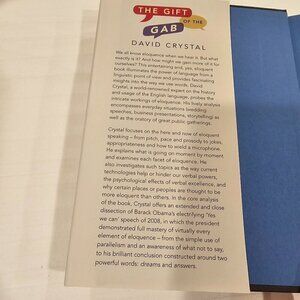 THE GIFT
OF THE
GAB
DAVID CRYSTAL
We all know eloquence when we hear it. But what
exactly is it? And how might we gain more of it for
ourselves? This entertaining and, yes, eloquent
book illuminates the power of language from a
linguistic point of view and provides fascinating
insights into the way we use words. David
Crystal, a world-renowned expert on the history
and usage of the English language, probes the
intricate workings of eloquence. His lively analysis
encompasses everyday situations (wedding
speeches, business presentations, storytelling) as
well as the oratory of great public gatherings.
Crystal focuses on the here and now of eloquent
speaking – from pitch, pace and prosody to jokes,
appropriateness and how to wield a microphone.
He explains what is going on moment by moment
and examines each facet of eloquence. He
also investigates such topics as the way current
technologies help or hinder our verbal powers,
the psychological effects of verbal excellence, and
why certain places or peoples are thought to be
more eloquent than others. In the core analysis
of the book, Crystal offers an extended and close
dissection of Barack Obama's electrifying 'Yes
we can' speech of 2008, in which the president
demonstrated full mastery of virtually every
element of eloquence – from the simple use of
parallelism and an awareness of what not to say,
to his brilliant conclusion constructed around two
powerful words: dreams and answers.